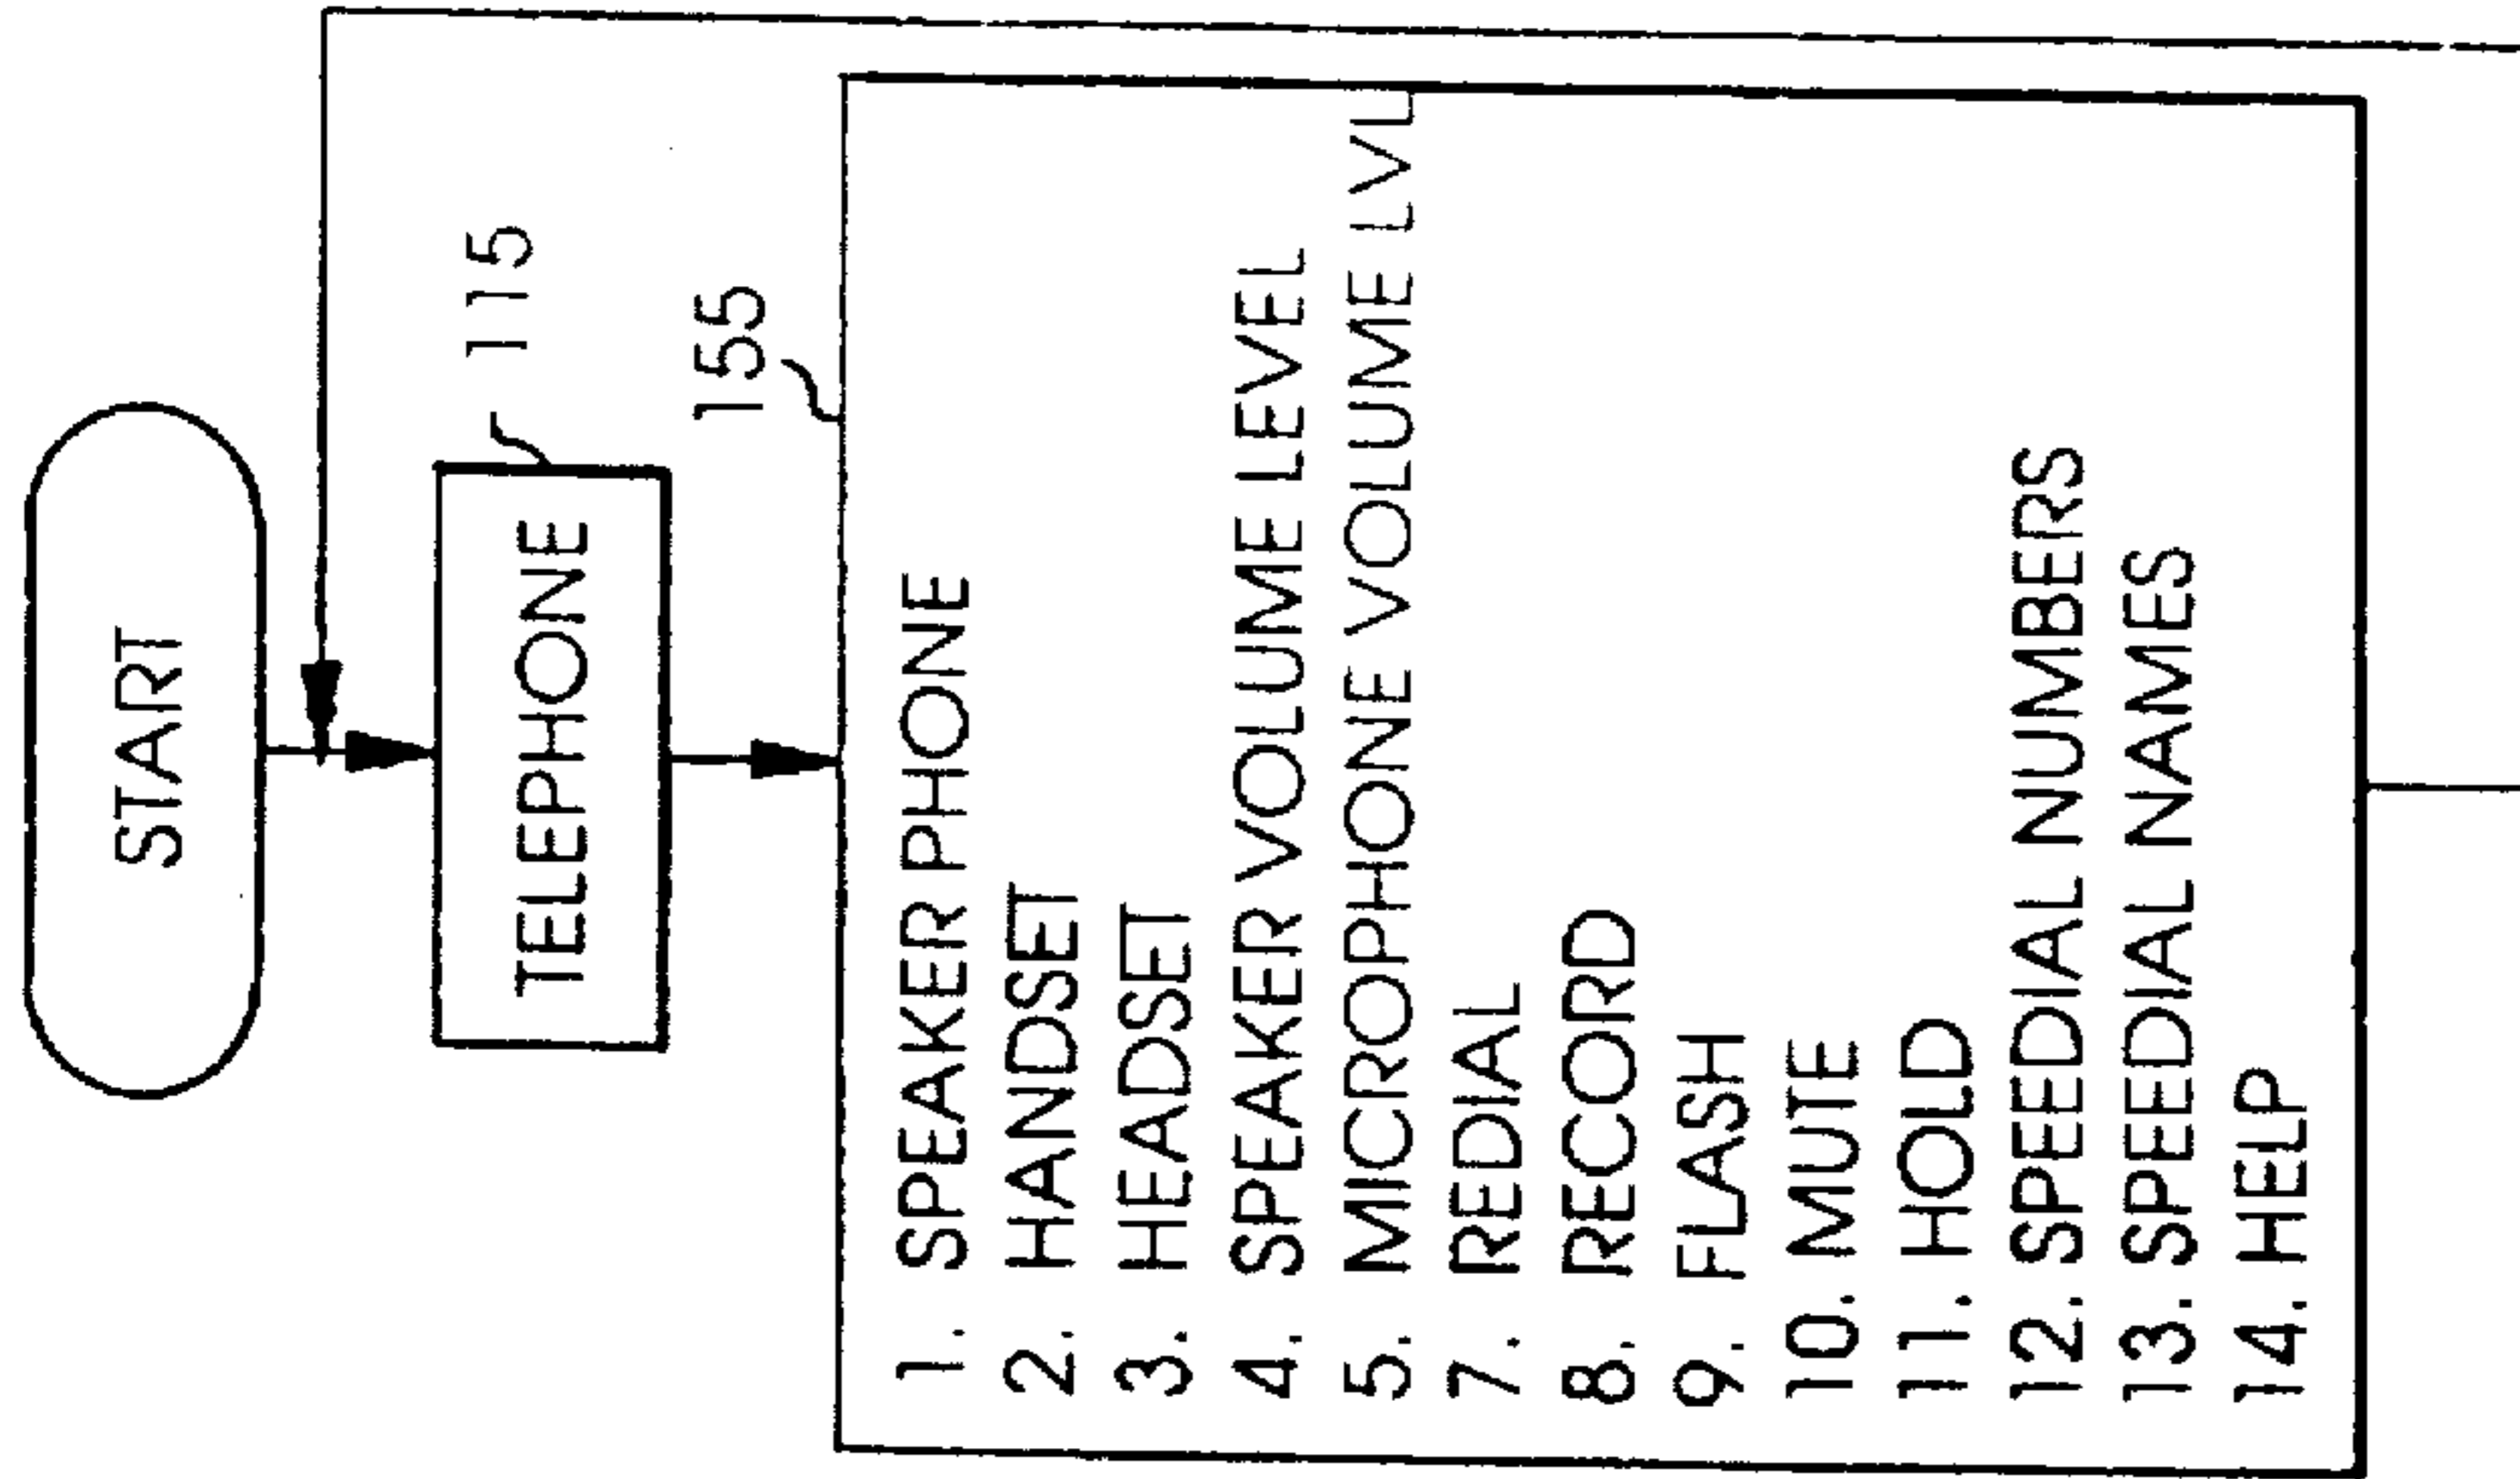 START
TELEPHONE
115
155
1. SPEAKER PHONE
2. HANDSET
3. HEADSET
4. SPEAKER VOLUME LEVEL
5. MICROPHONE VOLUME LVL
7. REDIAL
8. RECORD
9. FLASH
10. MUTE
11. HOLD
12. SPEEDIAL NUMBERS
13. SPEEDIAL NAMES
14. HELP